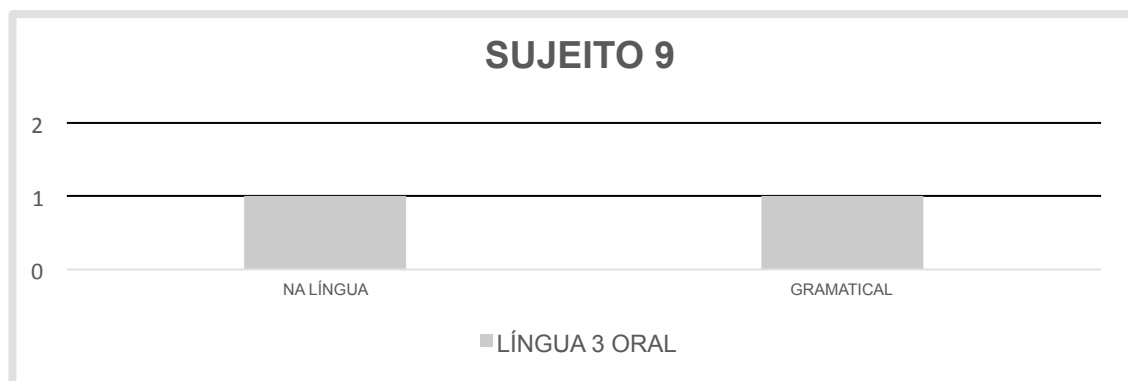 SUJEITO 9
2
1
0
NA LÍNGUA
GRAMATICAL
LÍNGUA 3 ORAL